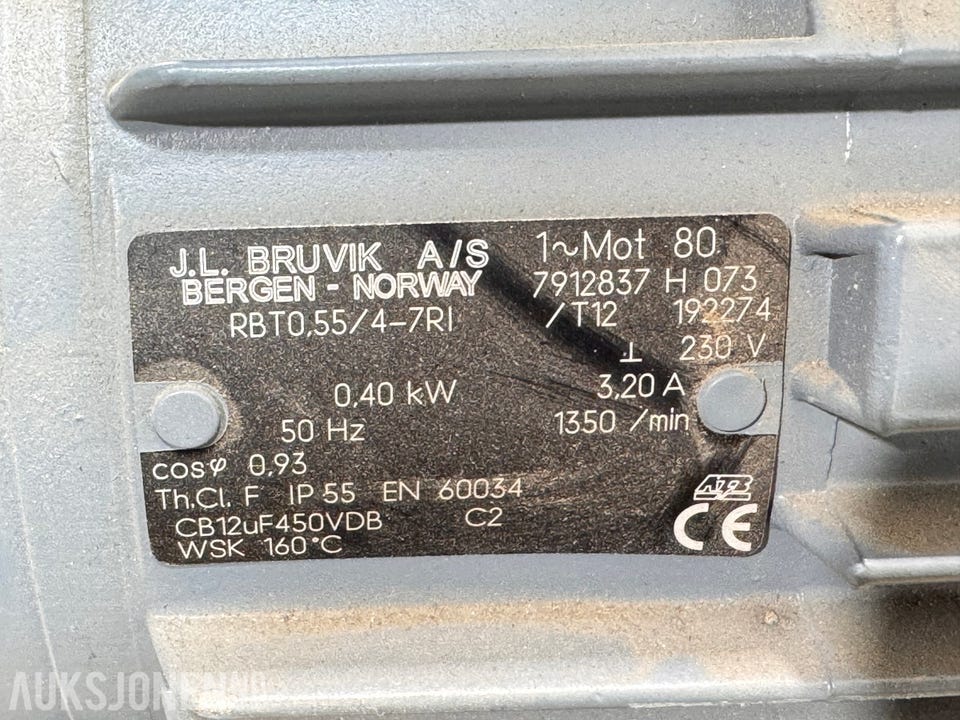 J.L. BRUVIK A/S
BERGEN - NORWAY
RBT0,55/4-7RI
1~Mot 80
7912837 H 073
/T12 192274
⊥ 230 V
0,40 kW 3,20 A
50 Hz 1350 /min
cosφ 0,93
Th.Cl. F IP 55 EN 60034
CB12uF450VDB C2
WSK 160°C
ATB
CE
AUKSJONEN